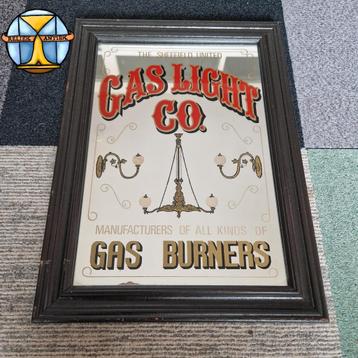 THE SHEFFIELD UNITED
GAS LIGHT
CO.
MANUFACTURERS OF ALL KINDS OF
GAS BURNERS